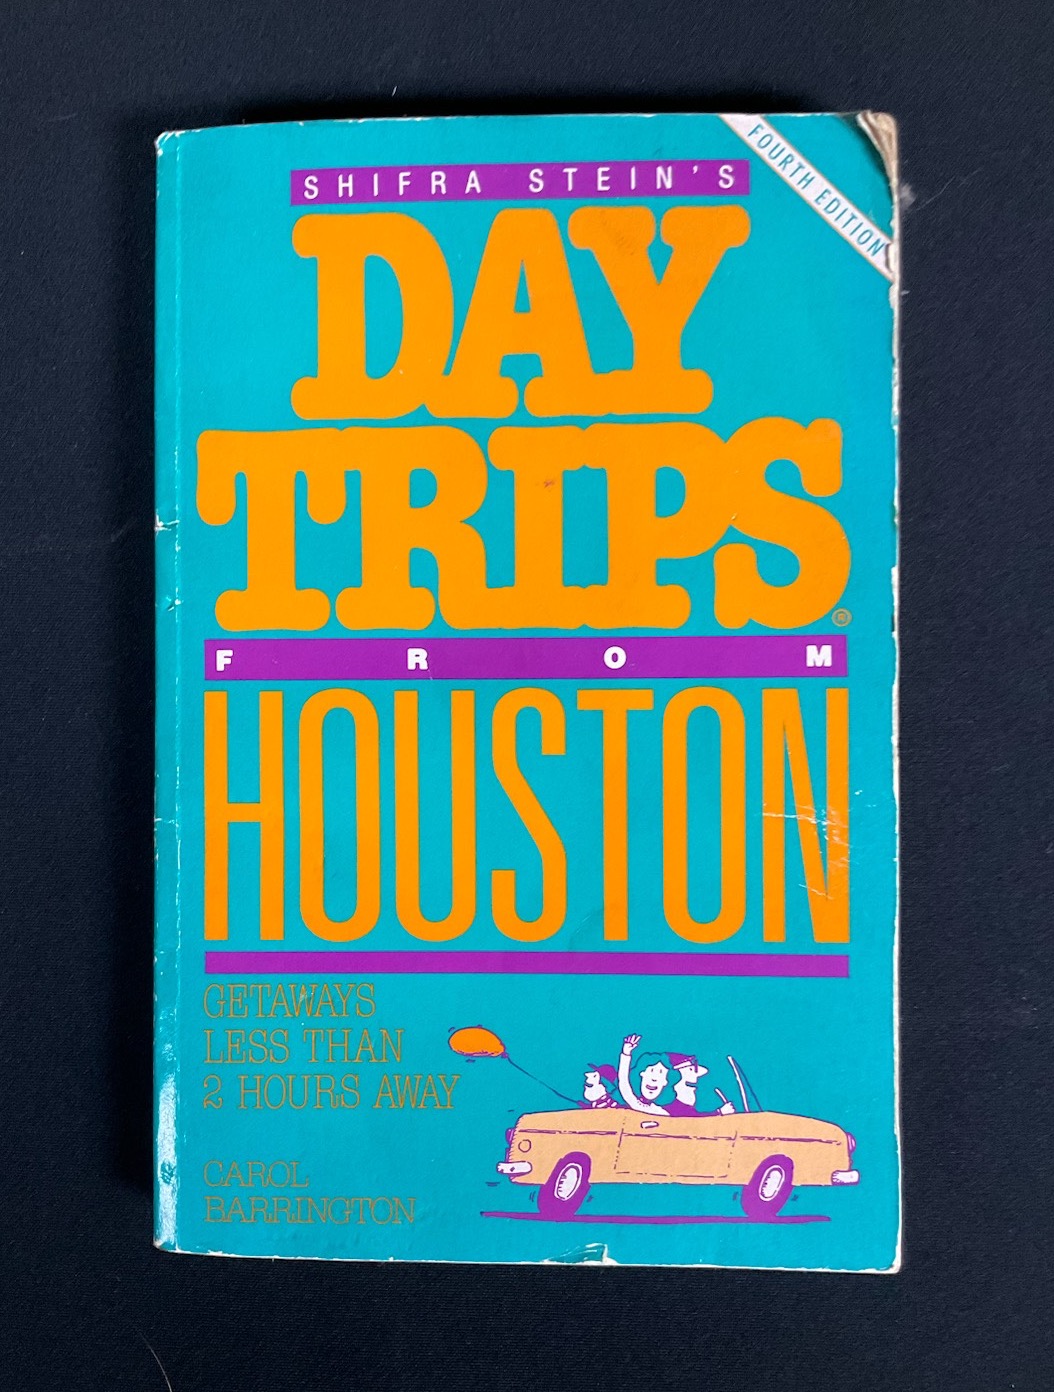 FOURTH EDITION
SHIFRA STEIN'S
DAY
TRIPS®
FROM
HOUSTON
GETAWAYS
LESS THAN
2 HOURS AWAY
CAROL
BARRINGTON